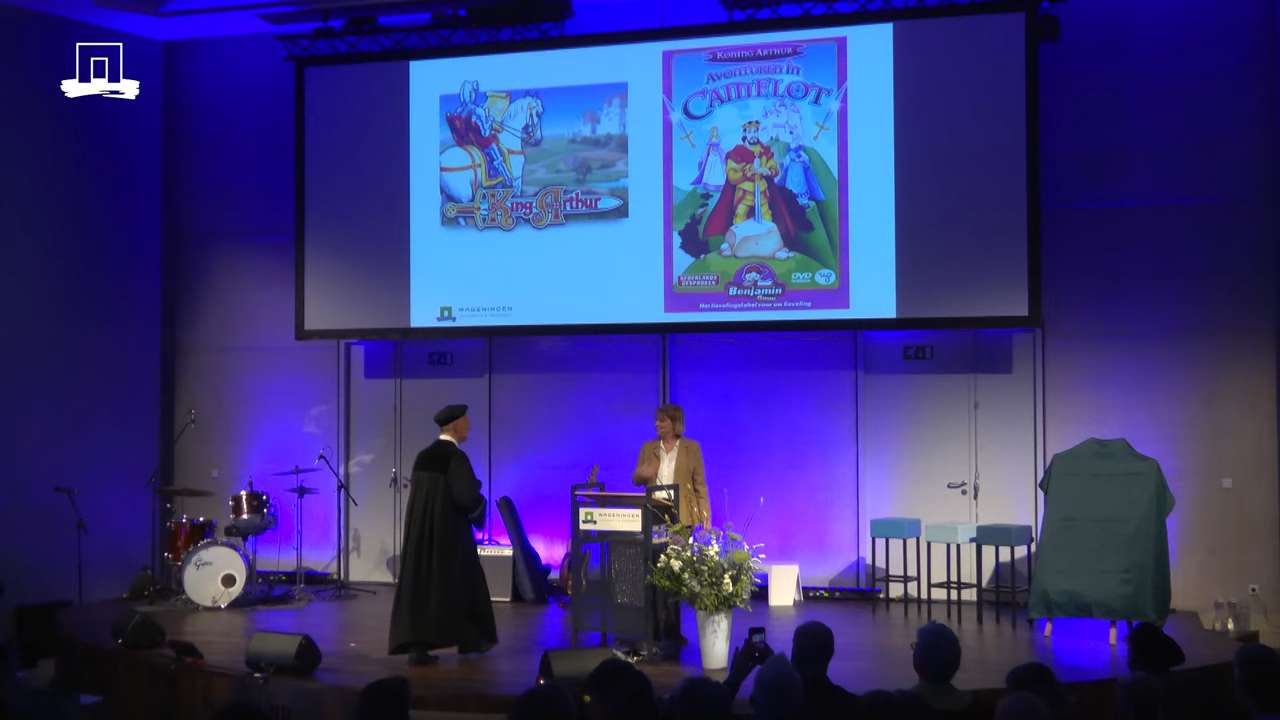 KONING ARTHUR
AVONTUREN IN
CAMELOT
King Arthur
NEDERLANDS
GESPROKEN
Benjamin
DVD
Het lievelingslabel voor uw lieveling
WAGENINGEN
WAGENINGEN